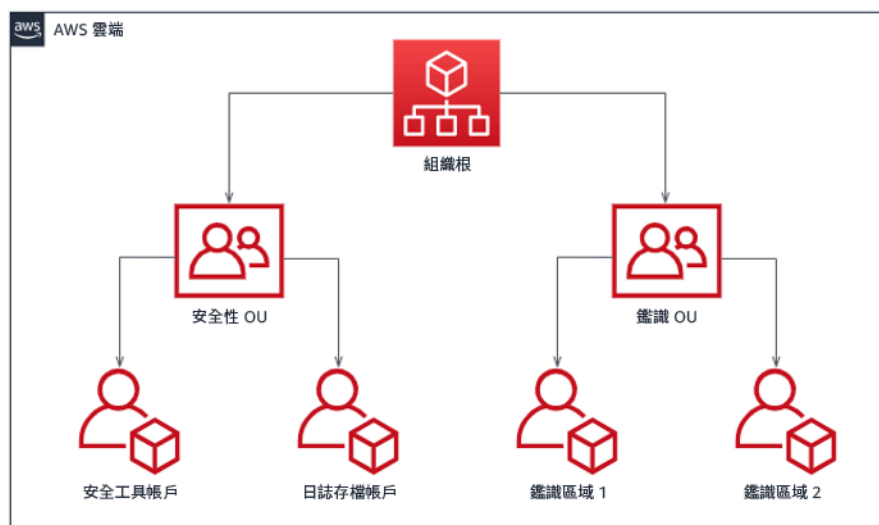 aws
AWS 雲端
組織根
安全性 OU
鑑識 OU
安全工具帳戶
日誌存檔帳戶
鑑識區域 1
鑑識區域 2